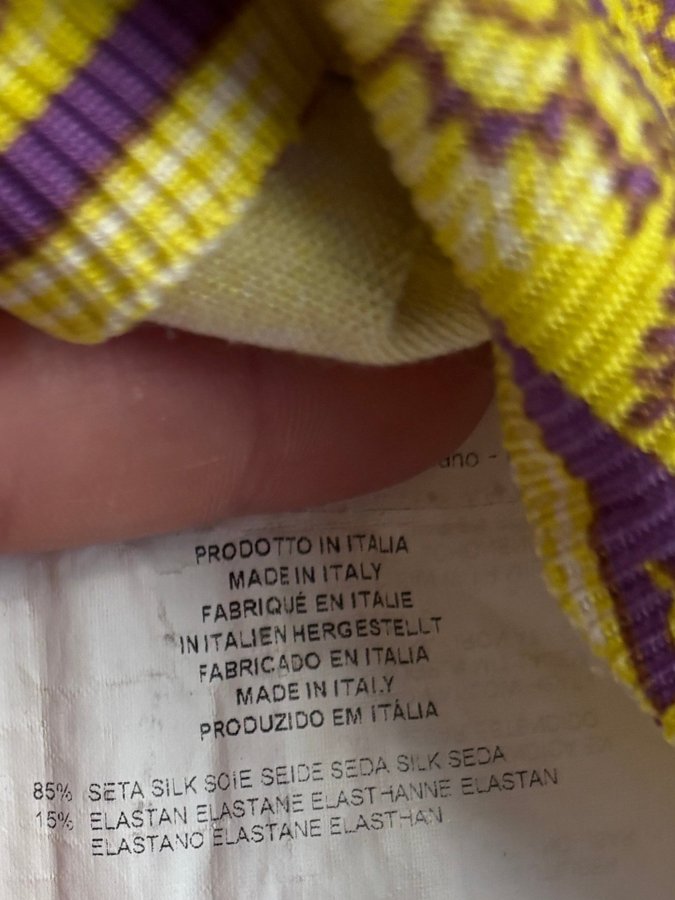 PRODOTTO IN ITALIA
MADE IN ITALY
FABRIQUÉ EN ITALIE
IN ITALIEN HERGESTELLT
FABRICADO EN ITALIA
MADE IN ITALY
PRODUZIDO EM ITÁLIA
85% SETA SILK SOIE SEIDE SEDA SILK SEDA
15% ELASTAN ELASTANE ELASTHANNE ELASTAN
ELASTANO ELASTANE ELASTHAN